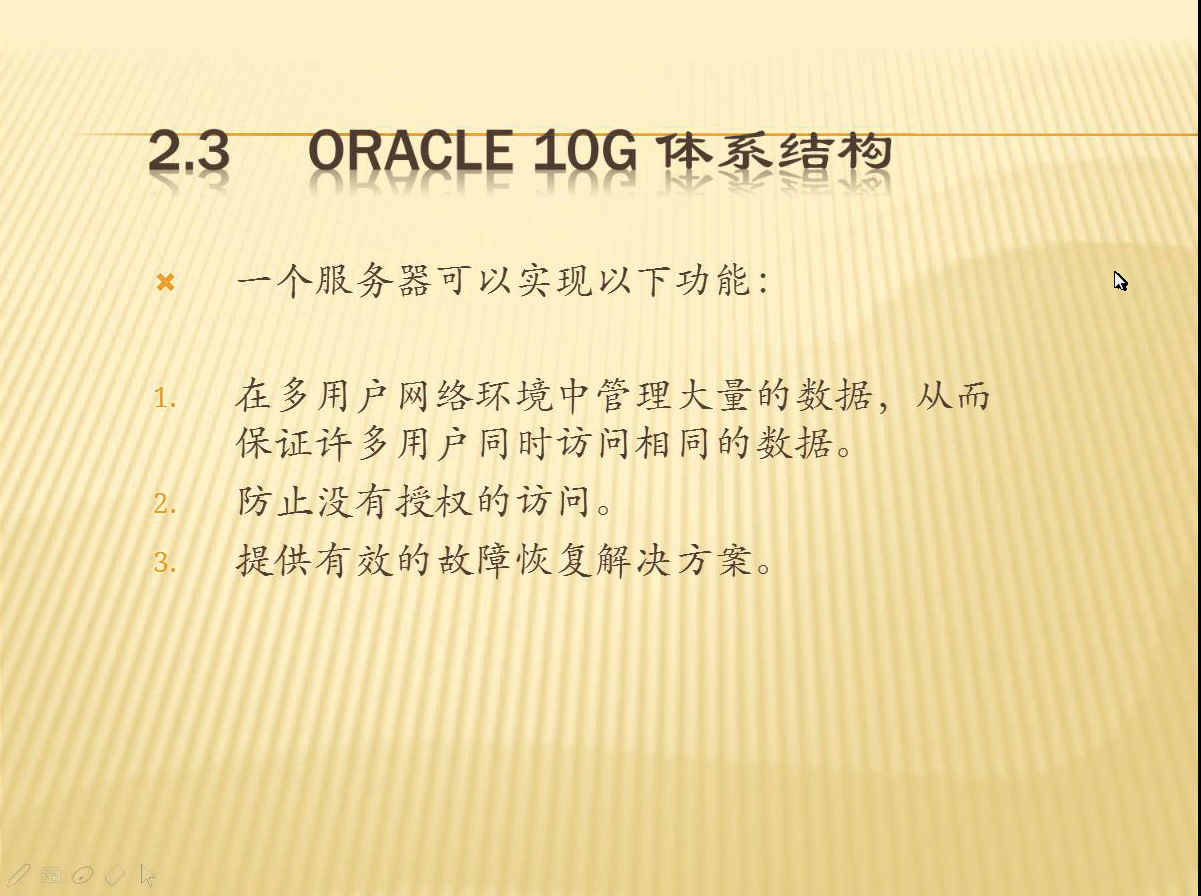 2.3 ORACLE 10G 体系结构
一个服务器可以实现以下功能：
1. 在多用户网络环境中管理大量的数据，从而
保证许多用户同时访问相同的数据。
2. 防止没有授权的访问。
3. 提供有效的故障恢复解决方案。